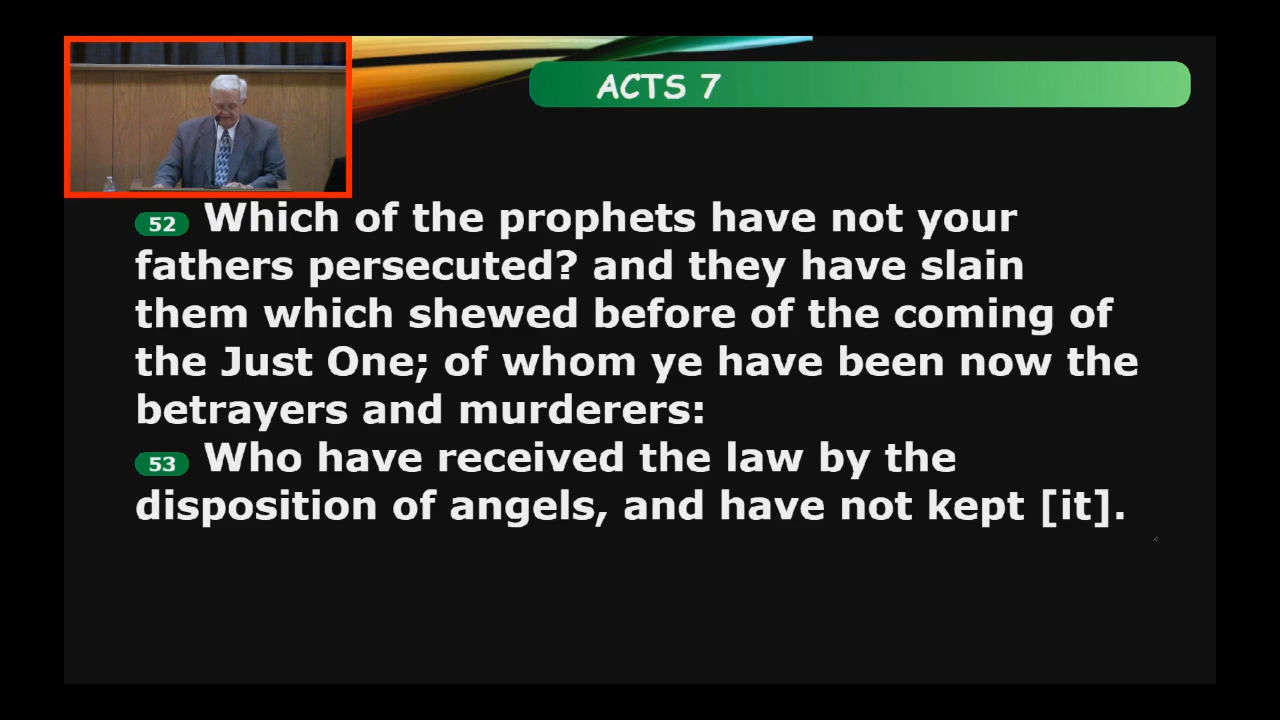 ACTS 7
52 Which of the prophets have not your
fathers persecuted? and they have slain
them which shewed before of the coming of
the Just One; of whom ye have been now the
betrayers and murderers:
53 Who have received the law by the
disposition of angels, and have not kept [it].